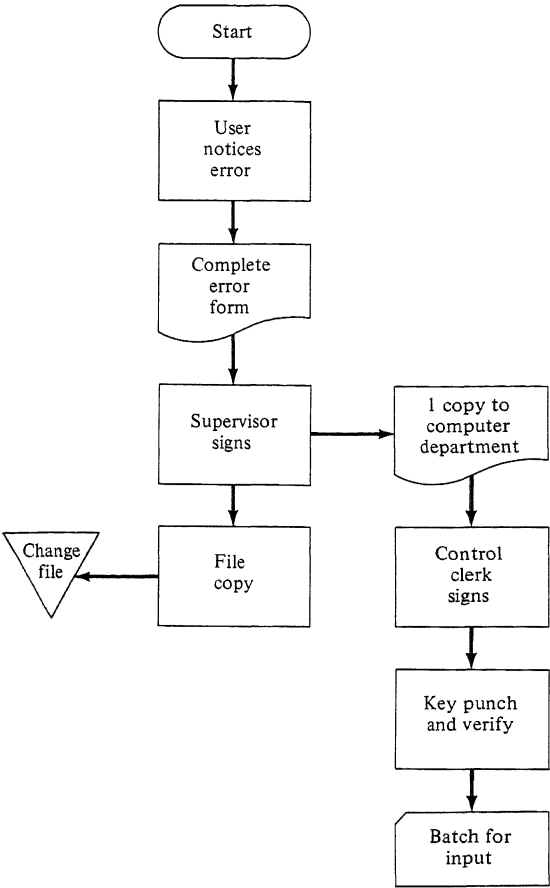 Start
User
notices
error
Complete
error
form
Supervisor
signs
1 copy to
computer
department
Change
file
File
copy
Control
clerk
signs
Key punch
and verify
Batch for
input